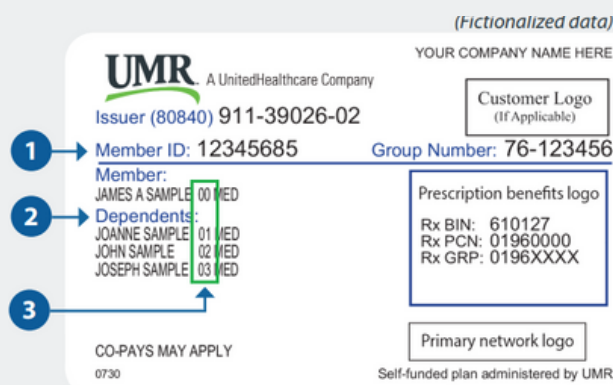 (Fictionalized data)
YOUR COMPANY NAME HERE
UMR
A UnitedHealthcare Company
Customer Logo
(If Applicable)
Issuer (80840) 911-39026-02
1
Member ID: 12345685
Group Number: 76-123456
Member:
JAMES A SAMPLE 00 MED
2
Dependents:
JOANNE SAMPLE 01 MED
JOHN SAMPLE 02 MED
JOSEPH SAMPLE 03 MED
3
Prescription benefits logo
Rx BIN: 610127
Rx PCN: 01960000
Rx GRP: 0196XXXX
CO-PAYS MAY APPLY
0730
Primary network logo
Self-funded plan administered by UMR